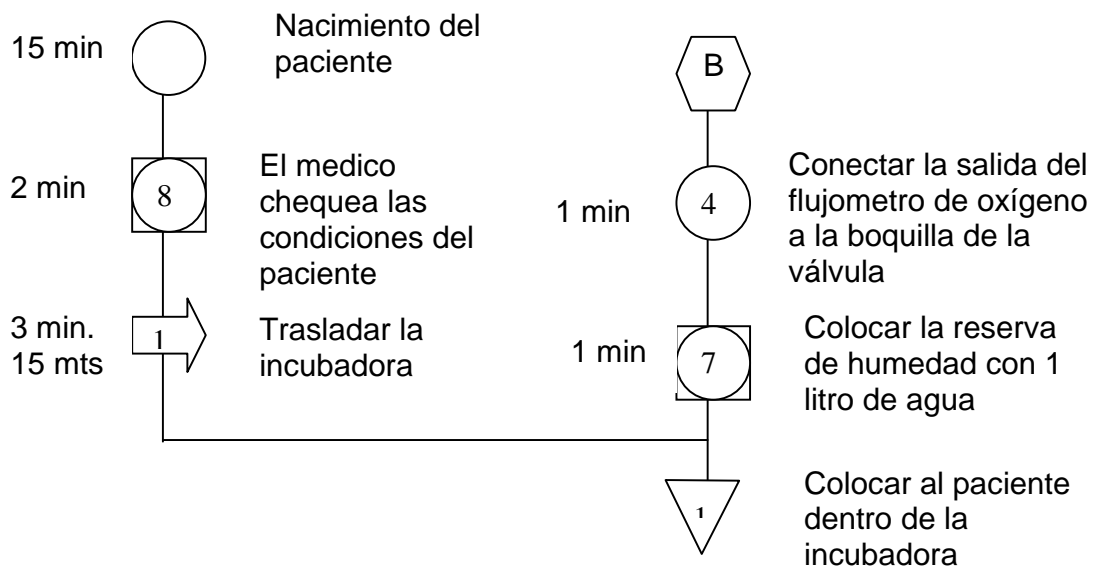 15 min
Nacimiento del
paciente
2 min
8
El medico
chequea las
condiciones del
paciente
3 min.
15 mts
1
Trasladar la
incubadora
B
1 min
4
Conectar la salida del
flujometro de oxígeno
a la boquilla de la
válvula
1 min
7
Colocar la reserva
de humedad con 1
litro de agua
1
Colocar al paciente
dentro de la
incubadora